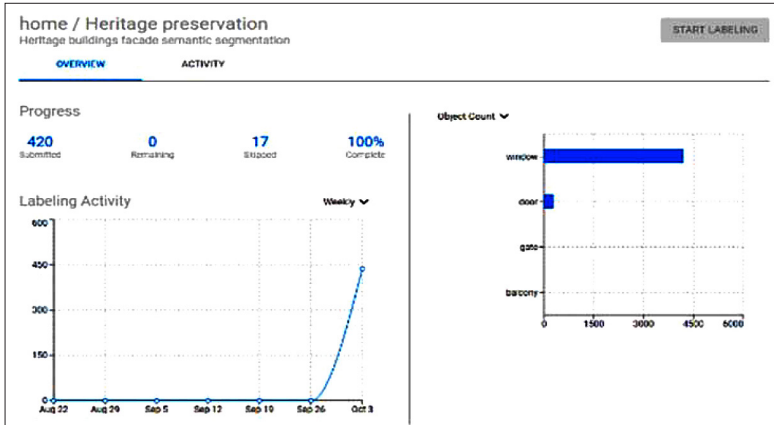 home / Heritage preservation
Heritage buildings facade semantic segmentation
START LABELING
OVERVIEW ACTIVITY
Progress
420 0 17 100%
Submitted Remaining Skipped Complete
Labeling Activity
Weekly
600
450
300
150
0
Aug 22 Aug 29 Sep 5 Sep 12 Sep 19 Sep 26 Oct 3
Object Count
window
door
gate
balcony
0 1500 3000 4500 6000